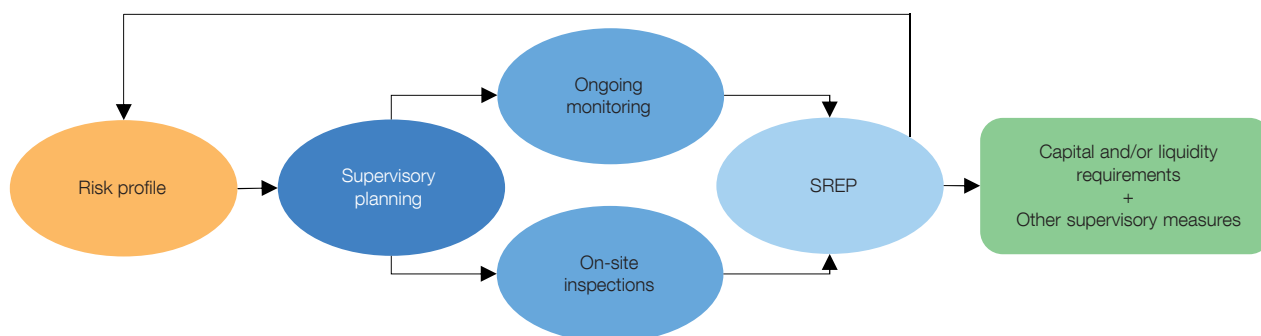 Ongoing
monitoring
Risk profile
Supervisory
planning
SREP
Capital and/or liquidity
requirements
+
Other supervisory measures
On-site
inspections